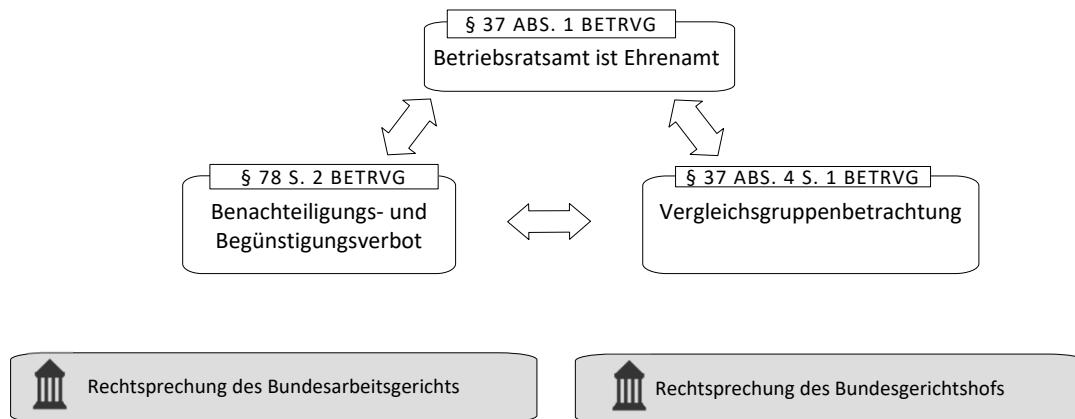 § 37 ABS. 1 BETRVG
Betriebsratsamt ist Ehrenamt
§ 78 S. 2 BETRVG
Benachteiligungs- und
Begünstigungsverbot
§ 37 ABS. 4 S. 1 BETRVG
Vergleichsgruppenbetrachtung
Rechtsprechung des Bundesarbeitsgerichts
Rechtsprechung des Bundesgerichtshofs